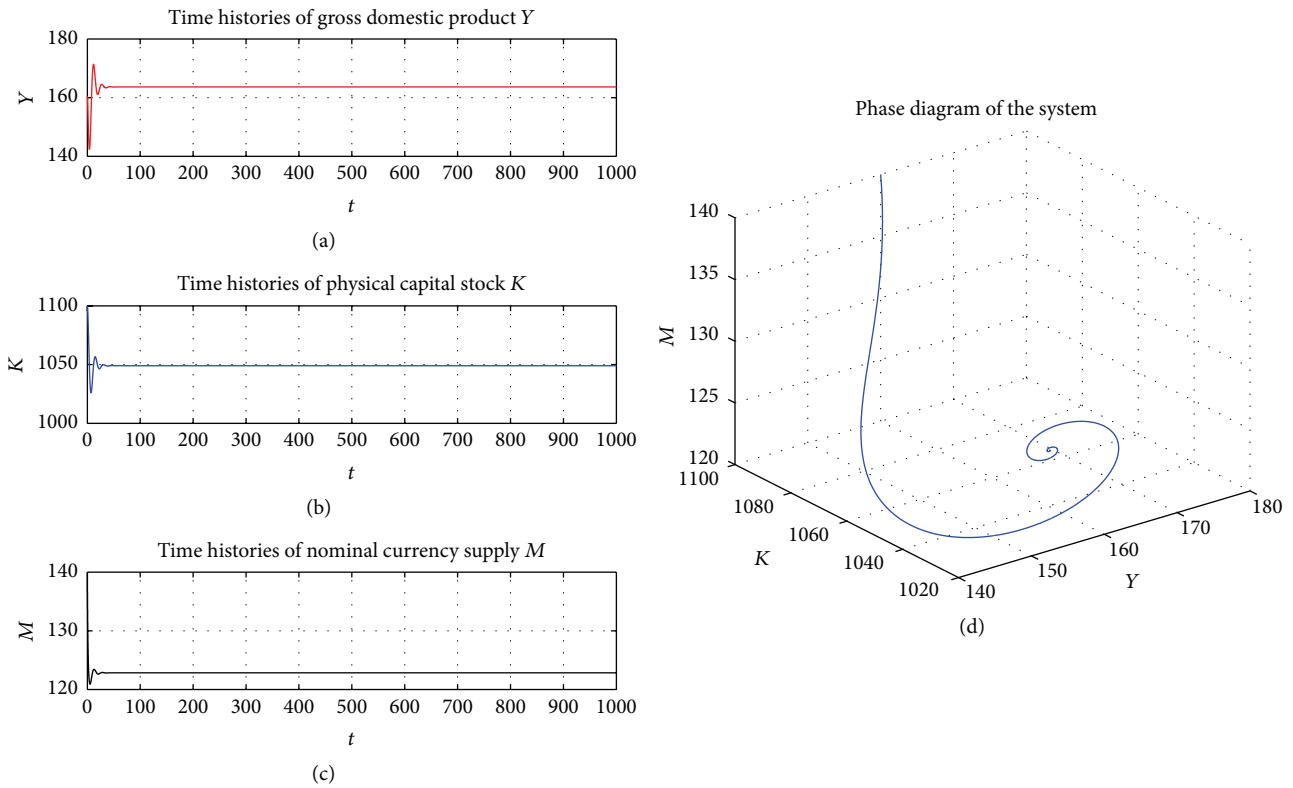 Time histories of gross domestic product Y
180
160
140
Y
0 100 200 300 400 500 600 700 800 900 1000
t
(a)
Time histories of physical capital stock K
1100
1050
1000
K
0 100 200 300 400 500 600 700 800 900 1000
t
(b)
Time histories of nominal currency supply M
140
130
120
M
0 100 200 300 400 500 600 700 800 900 1000
t
(c)
Phase diagram of the system
140
135
130
125
120
M
1100
1080
1060
1040
1020
K
140
150
160
170
180
Y
(d)